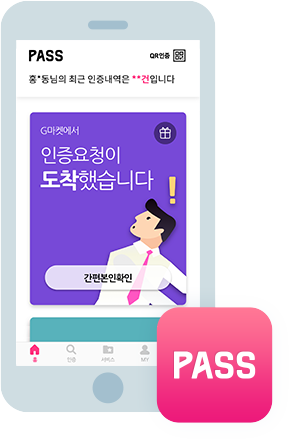 PASS
QR인증
홍*동님의 최근 인증내역은 **건입니다
G마켓에서
인증요청이
도착했습니다
!
간편본인확인
홈
인증
서비스
MY
PASS